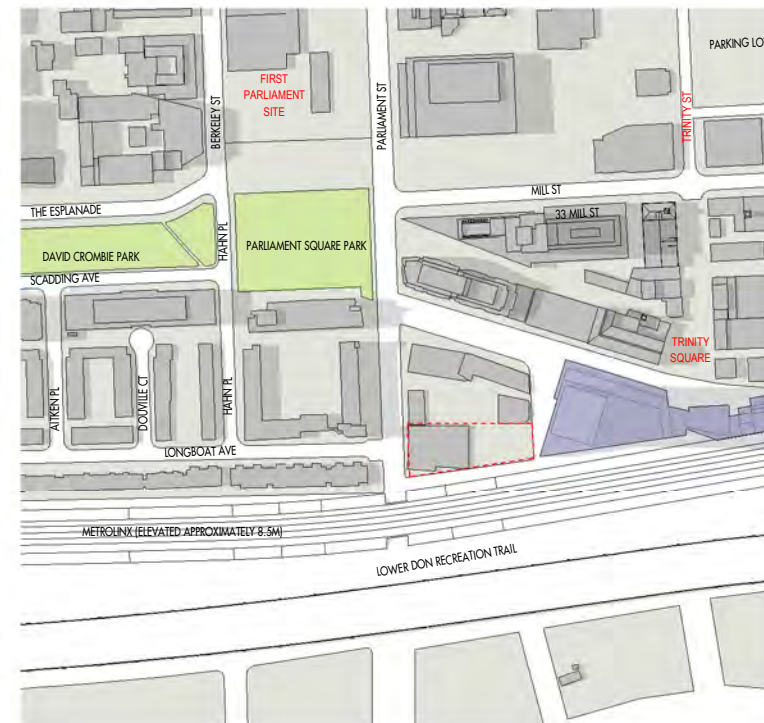 PARKING LO
FIRST
PARLIAMENT
SITE
BERKELEY ST
PARLIAMENT ST
TRINITY ST
MILL ST
THE ESPLANADE
33 MILL ST
HAHN PL
PARLIAMENT SQUARE PARK
DAVID CROMBIE PARK
SCADDING AVE
TRINITY
SQUARE
AITKEN PL
DOUVILLE CT
HAHN PL
LONGBOAT AVE
METROLINX (ELEVATED APPROXIMATELY 8.5M)
LOWER DON RECREATION TRAIL